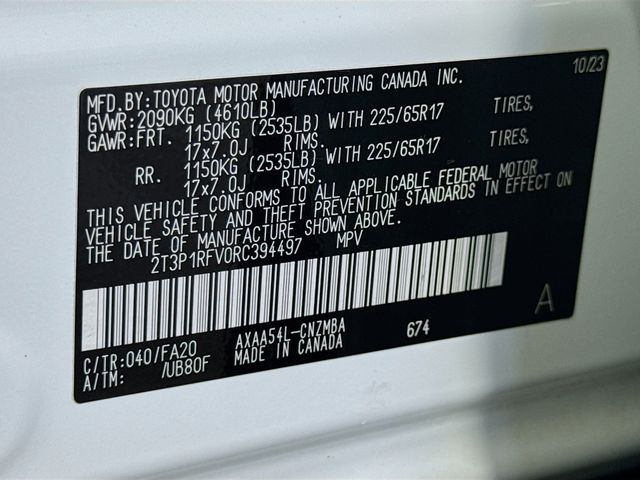 10/23
MFD.BY:TOYOTA MOTOR MANUFACTURING CANADA INC.
GVWR:2090KG (4610LB)
GAWR:FRT. 1150KG (2535LB) WITH 225/65R17 TIRES,
17x7.0J RIMS.
RR. 1150KG (2535LB) WITH 225/65R17 TIRES,
17x7.0J RIMS.
THIS VEHICLE CONFORMS TO ALL APPLICABLE FEDERAL MOTOR
VEHICLE SAFETY AND THEFT PREVENTION STANDARDS IN EFFECT ON
THE DATE OF MANUFACTURE SHOWN ABOVE.
2T3P1RFV0RC394497 MPV
A
C/TR:040/FA20 AXAA54L-CNZMBA 674
A/TM: /UB80F MADE IN CANADA